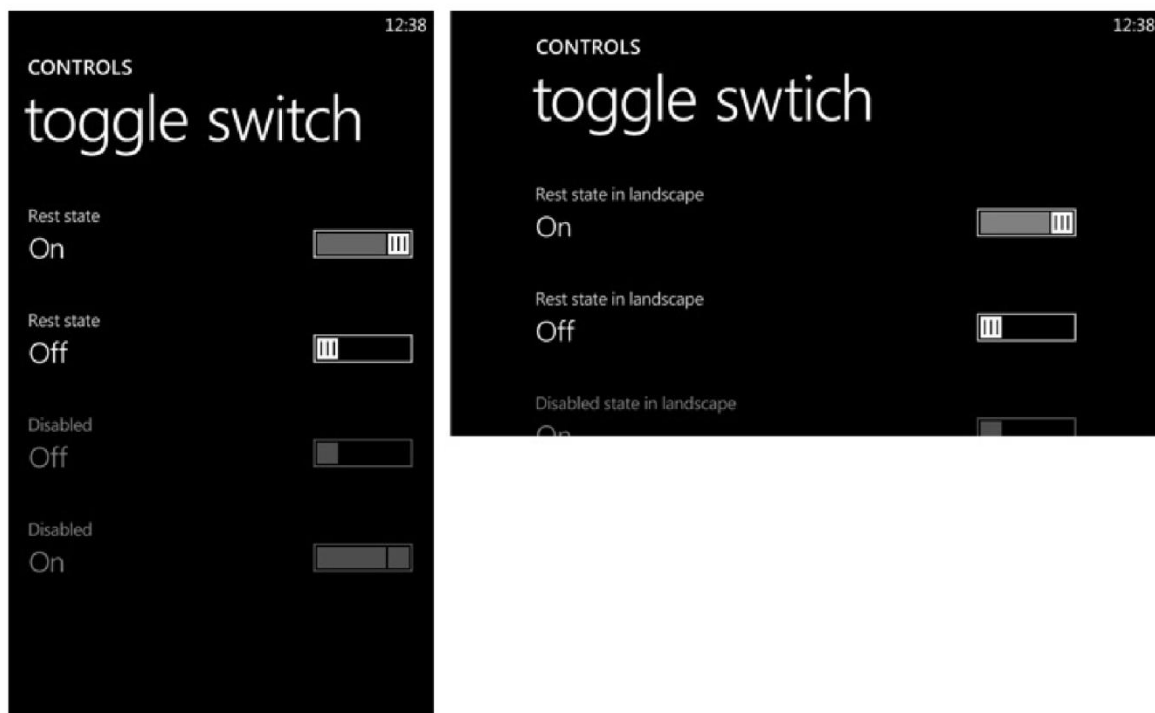 12:38
CONTROLS
toggle switch
Rest state
On
Rest state
Off
Disabled
Off
Disabled
On
12:38
CONTROLS
toggle swtich
Rest state in landscape
On
Rest state in landscape
Off
Disabled state in landscape
On